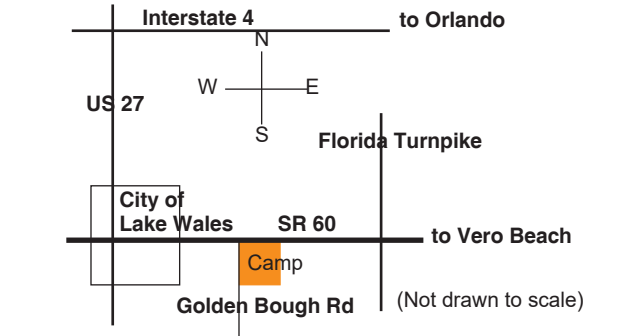 Interstate 4
to Orlando
N
W
E
US 27
S
Florida Turnpike
City of
Lake Wales
SR 60
to Vero Beach
Camp
Golden Bough Rd
(Not drawn to scale)